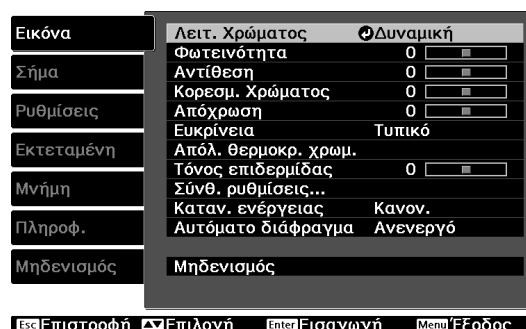 Εικόνα
Σήμα
Ρυθμίσεις
Εκτεταμένη
Μνήμη
Πληροφ.
Μηδενισμός
Λειτ. Χρώματος Δυναμική
Φωτεινότητα 0
Αντίθεση 0
Κορεσμ. Χρώματος 0
Απόχρωση 0
Ευκρίνεια Τυπικό
Απόλ. θερμοκρ. χρωμ.
Τόνος επιδερμίδας 0
Σύνθ. ρυθμίσεις...
Καταν. ενέργειας Κανον.
Αυτόματο διάφραγμα Ανενεργό
Μηδενισμός
Esc Επιστροφή Επιλογή Enter Εισαγωγή Menu Έξοδος